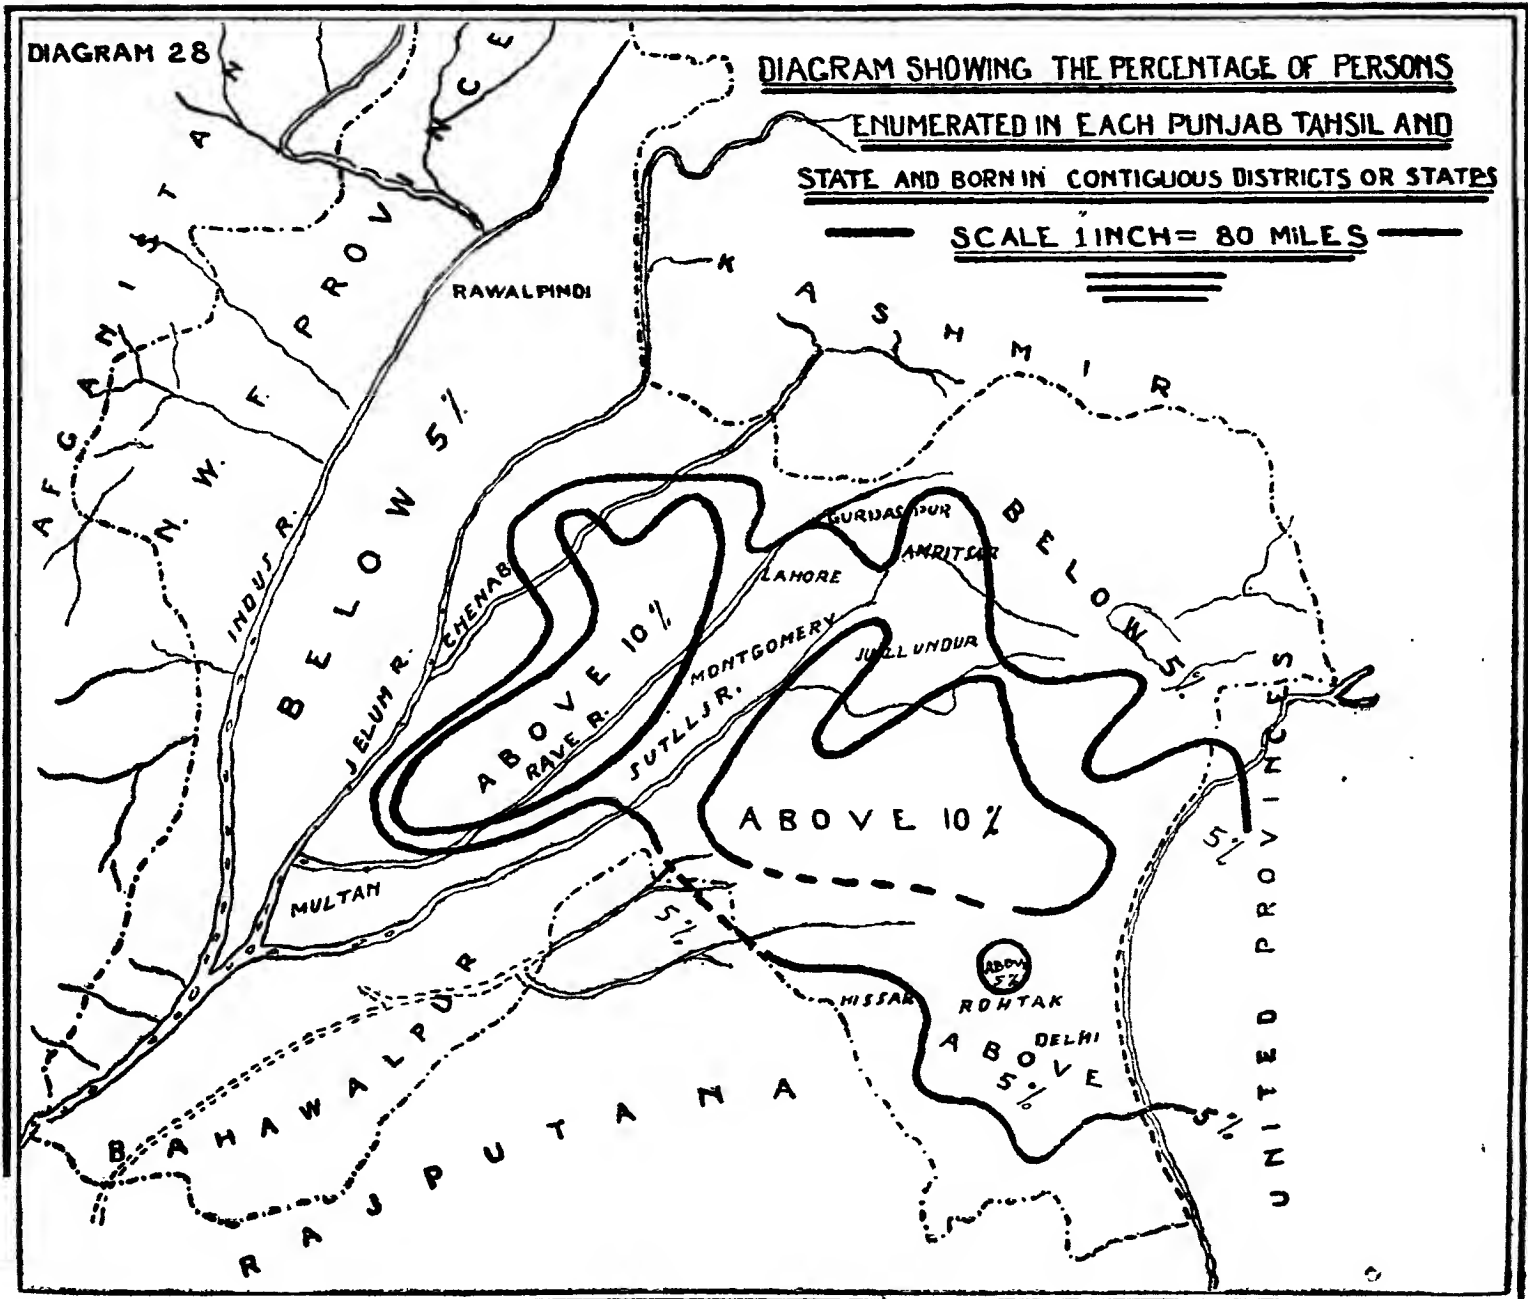 DIAGRAM 28
DIAGRAM SHOWING THE PERCENTAGE OF PERSONS
ENUMERATED IN EACH PUNJAB TAHSIL AND
STATE AND BORN IN CONTIGUOUS DISTRICTS OR STATES
SCALE 1 INCH = 80 MILES
AFGANISTAN
N. W. F. PROVINCE
RAWALPINDI
KASHMIR
BELOW 5%
INDUS R.
CHENAB
JELUM R.
ABOVE 10%
RAVE R.
MONTGOMERY
SUTLLJ R.
LAHORE
GURDASPUR
AMRITSAR
JULLUNDUR
BELOW 5%
ABOVE 10%
5%
MULTAN
5%
ABOVE 5%
HISSAR
ROHTAK
DELHI
ABOVE 5%
5%
BAHAWALPUR
RAJPUTANA
UNITED PROVINCES